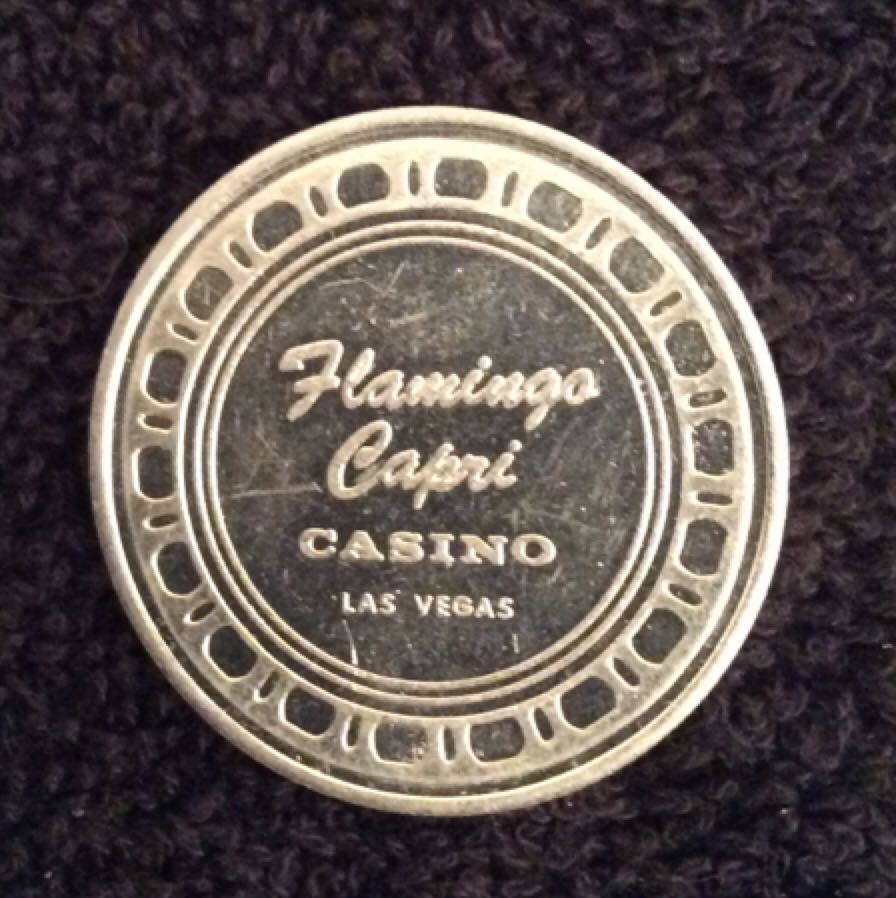 Flamingo
Capri
CASINO
LAS VEGAS